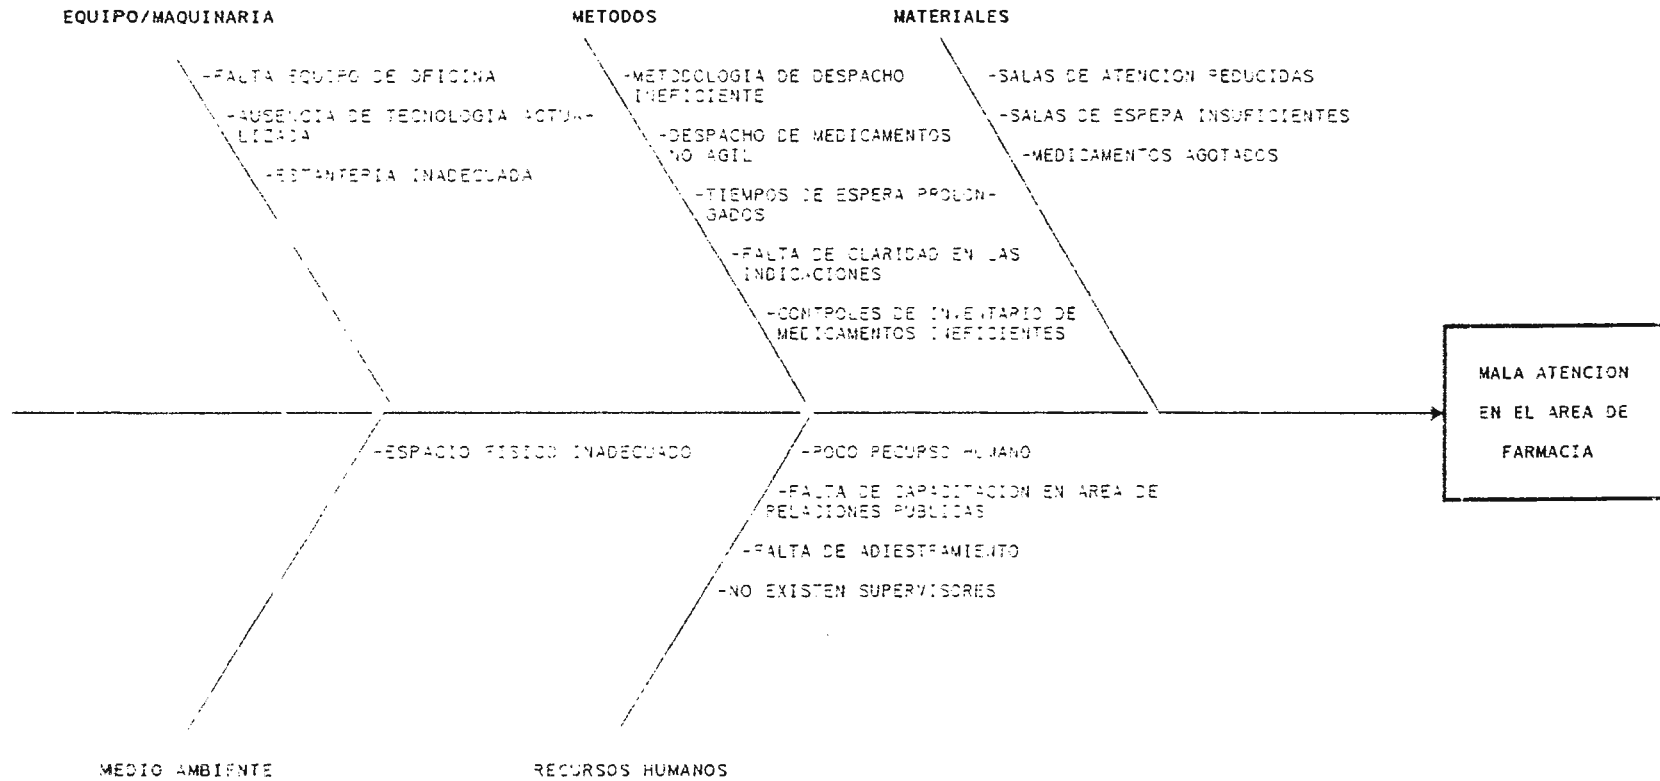 EQUIPO/MAQUINARIA
-FALTA EQUIPO DE OFICINA
-AUSENCIA DE TECNOLOGIA ACTUA-
LIZADA
-ESTANTERIA INADECUADA
METODOS
-METODOLOGIA DE DESPACHO
INEFICIENTE
-DESPACHO DE MEDICAMENTOS
NO AGIL
-TIEMPOS DE ESPERA PROLON-
GADOS
-FALTA DE CLARIDAD EN LAS
INDICACIONES
-CONTROLES DE INVENTARIO DE
MEDICAMENTOS INEFICIENTES
MATERIALES
-SALAS DE ATENCION REDUCIDAS
-SALAS DE ESPERA INSUFICIENTES
-MEDICAMENTOS AGOTADOS
MALA ATENCION
EN EL AREA DE
FARMACIA
-ESPACIO FISICO INADECUADO
MEDIO AMBIENTE
-POCO RECURSO HUMANO
-FALTA DE CAPACITACION EN AREA DE
RELACIONES PUBLICAS
-FALTA DE ADIESTRAMIENTO
-NO EXISTEN SUPERVISORES
RECURSOS HUMANOS